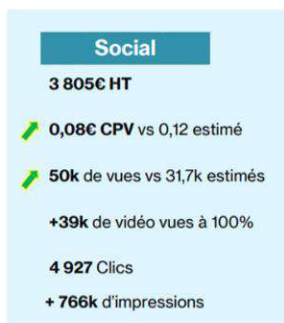 Social
3 805€ HT
0,08€ CPV vs 0,12 estimé
50k de vues vs 31,7k estimés
+39k de vidéo vues à 100%
4 927 Clics
+ 766k d'impressions